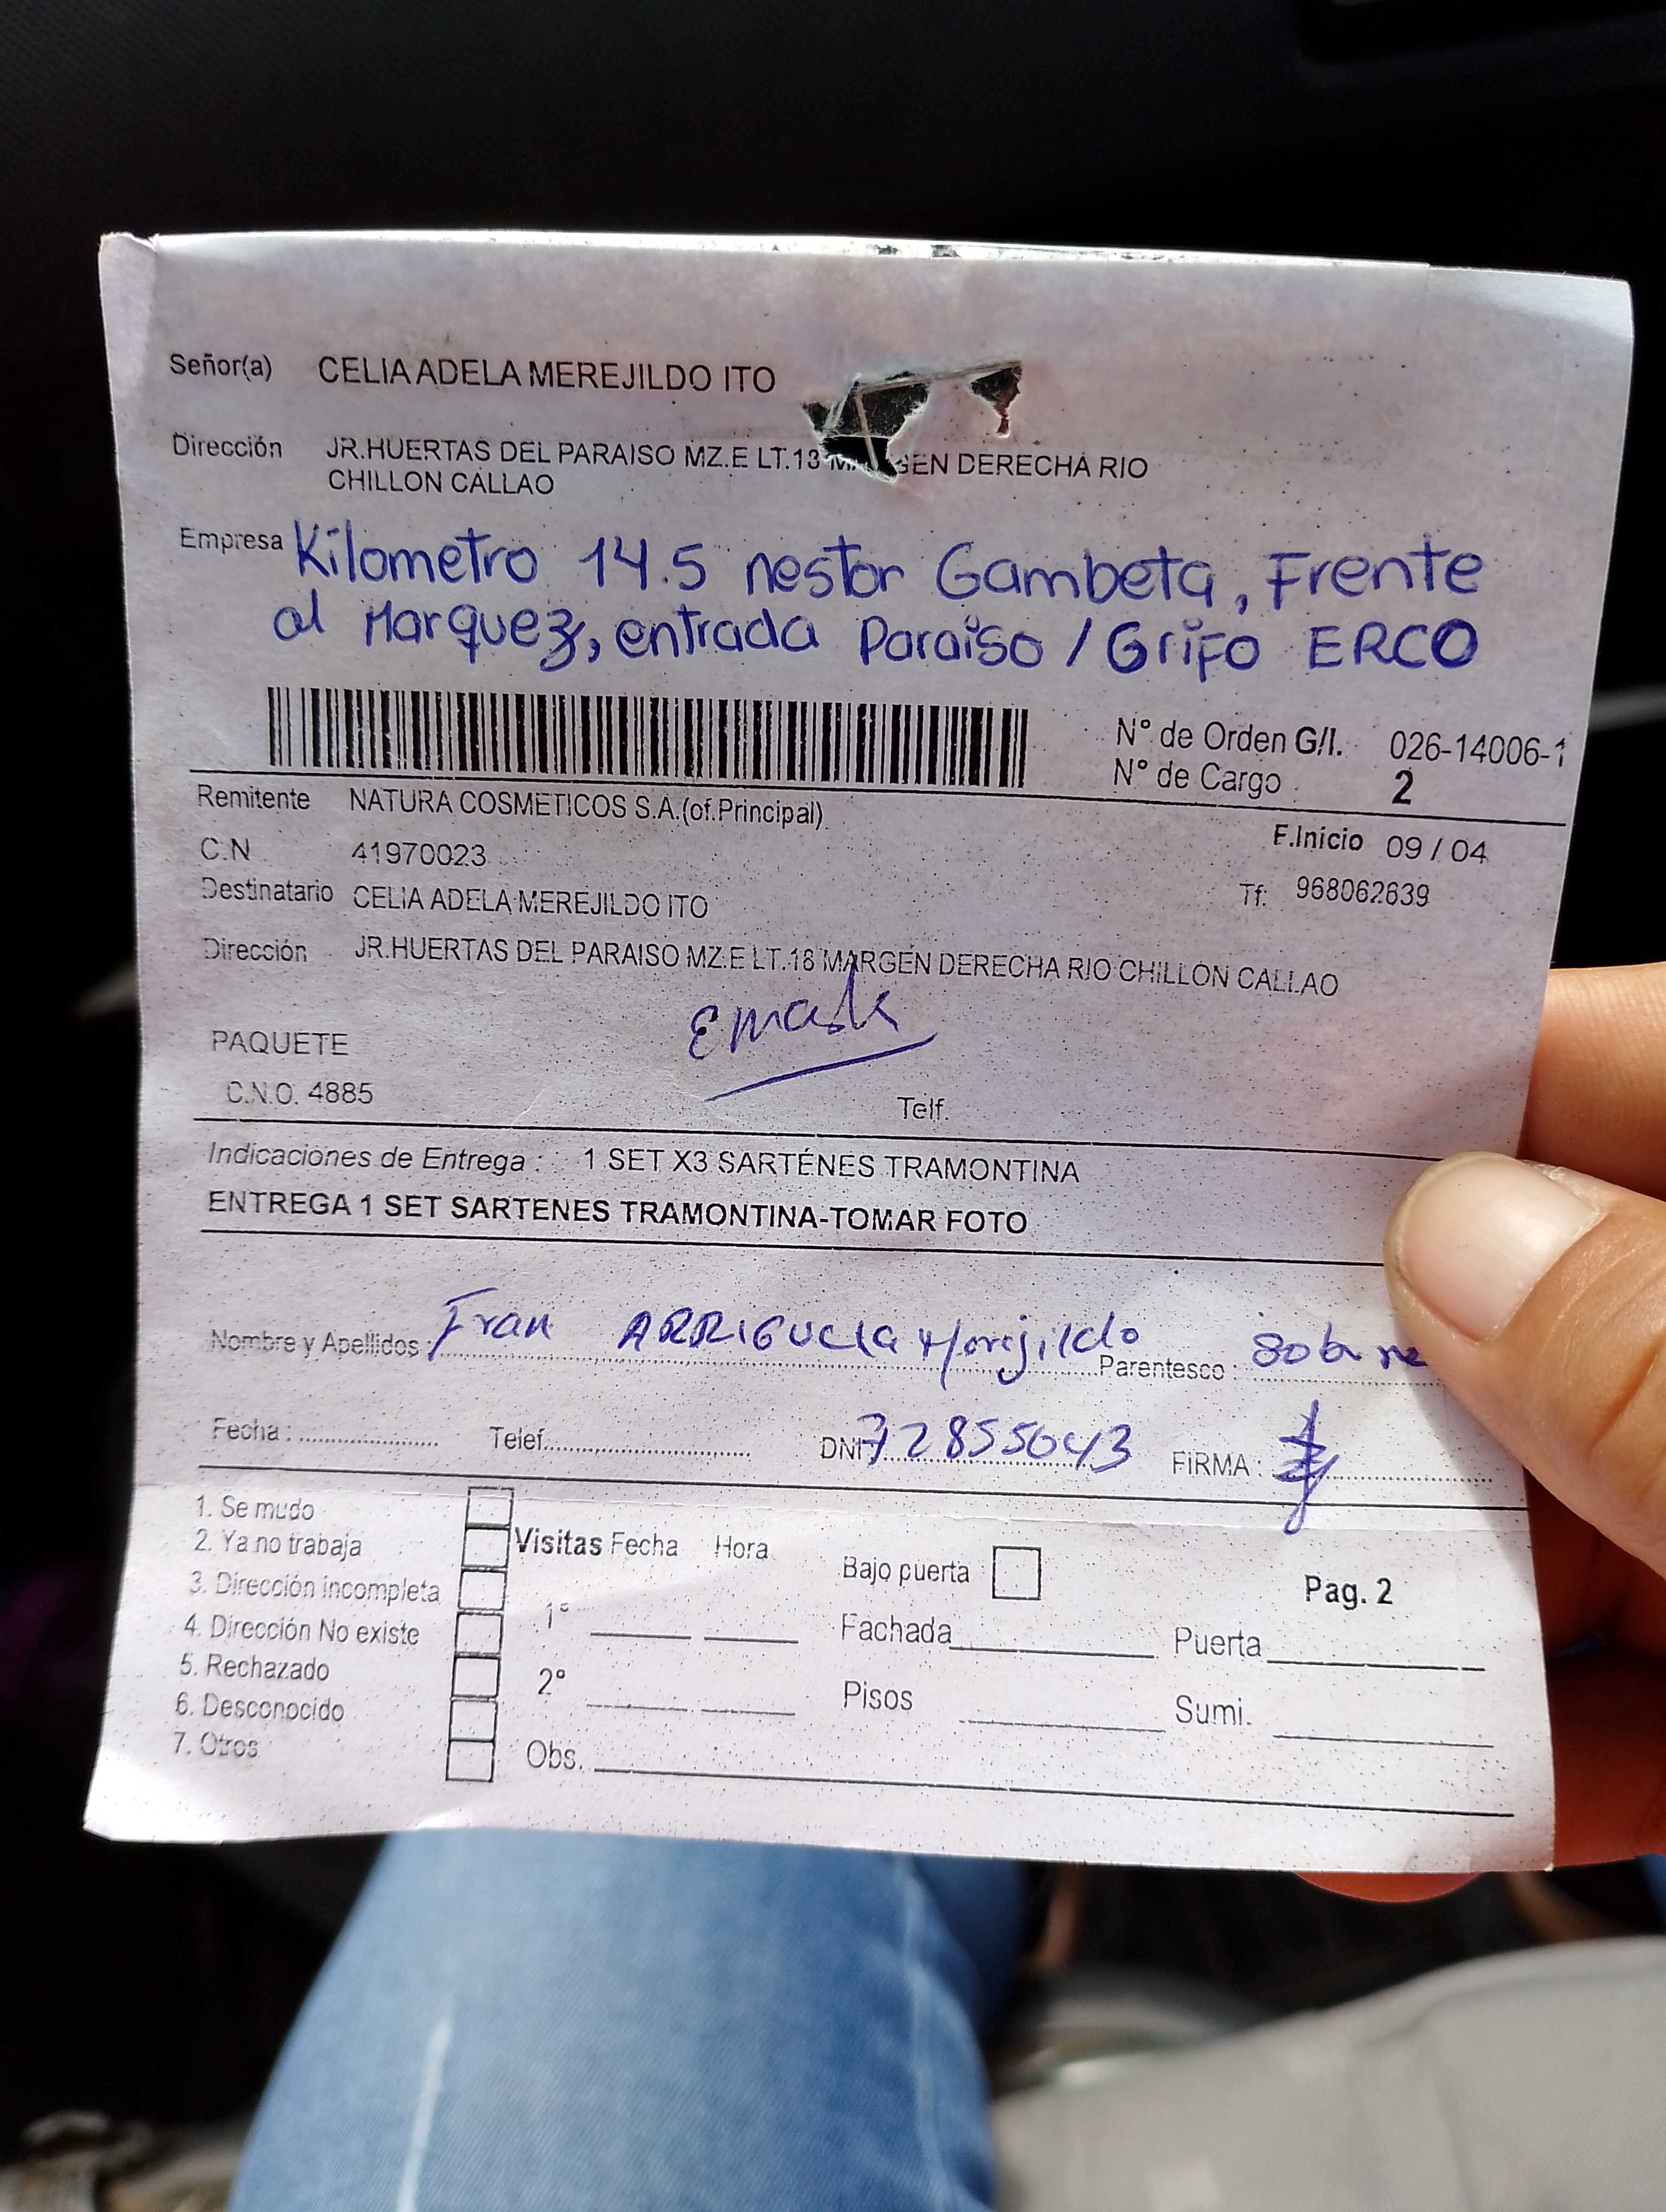 Señor(a) CELIA ADELA MEREJILDO ITO
Dirección JR.HUERTAS DEL PARAISO MZ.E LT.18 DERECHA RIO
CHILLON CALLAO
Empresa Kilometro 14.5 nestor Gambeta, Frente
al Marquez, entrada Paraiso / Grifo ERCO
N° de Orden G/I. 026-14006-1
N° de Cargo : 2
Remitente NATURA COSMETICOS S.A.(of.Principal)
F.Inicio 09 / 04
C.N 41970023
Tf: 968062639
Destinatario CELIA ADELA MEREJILDO ITO
Dirección JR.HUERTAS DEL PARAISO MZ.E LT.18 MARGEN DERECHA RIO CHILLON CALLAO
PAQUETE
C.N.O. 4885
Telf.
Indicaciones de Entrega : 1 SET X3 SARTENES TRAMONTINA
ENTREGA 1 SET SARTENES TRAMONTINA-TOMAR FOTO
Nombre y Apellidos : Fran Parentesco :
Fecha : Telef. DNI 72855043 FIRMA :
1. Se mudo
2. Ya no trabaja Visitas Fecha Hora
3. Dirección incompleta Bajo puerta Pag. 2
4. Dirección No existe 1° Fachada Puerta
5. Rechazado
6. Desconocido 2° Pisos Sumi.
7. Otros Obs.